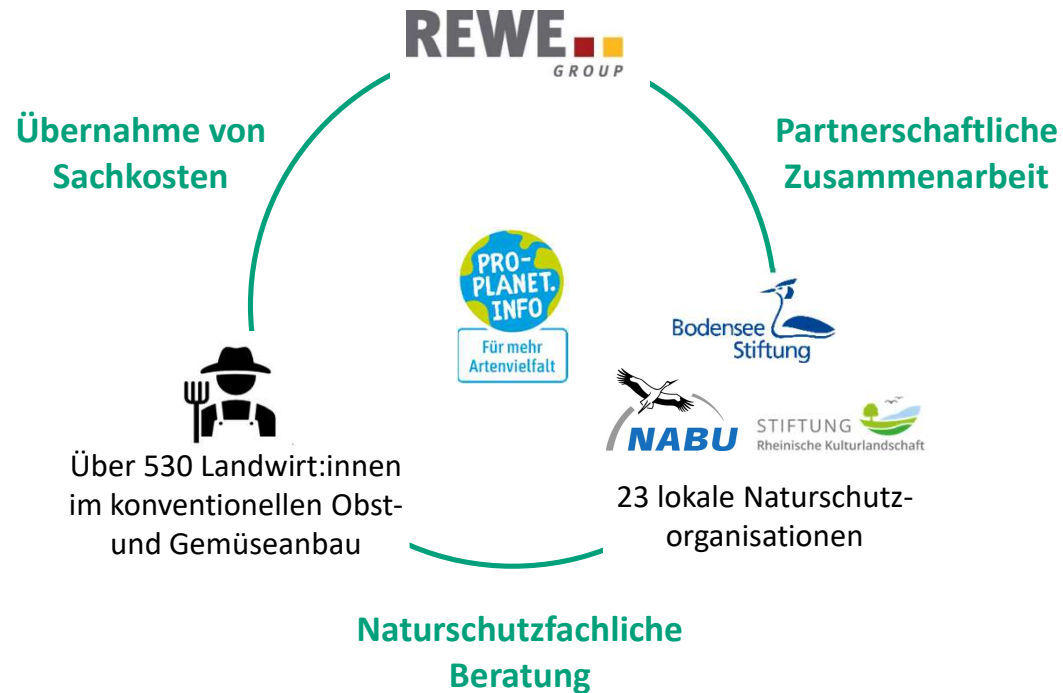 REWE
GROUP
Übernahme von
Sachkosten
Partnerschaftliche
Zusammenarbeit
PRO-
PLANET.
INFO
Für mehr
Artenvielfalt
Bodensee
Stiftung
NABU
STIFTUNG
Rheinische Kulturlandschaft
Über 530 Landwirt:innen
im konventionellen Obst-
und Gemüseanbau
23 lokale Naturschutz-
organisationen
Naturschutzfachliche
Beratung